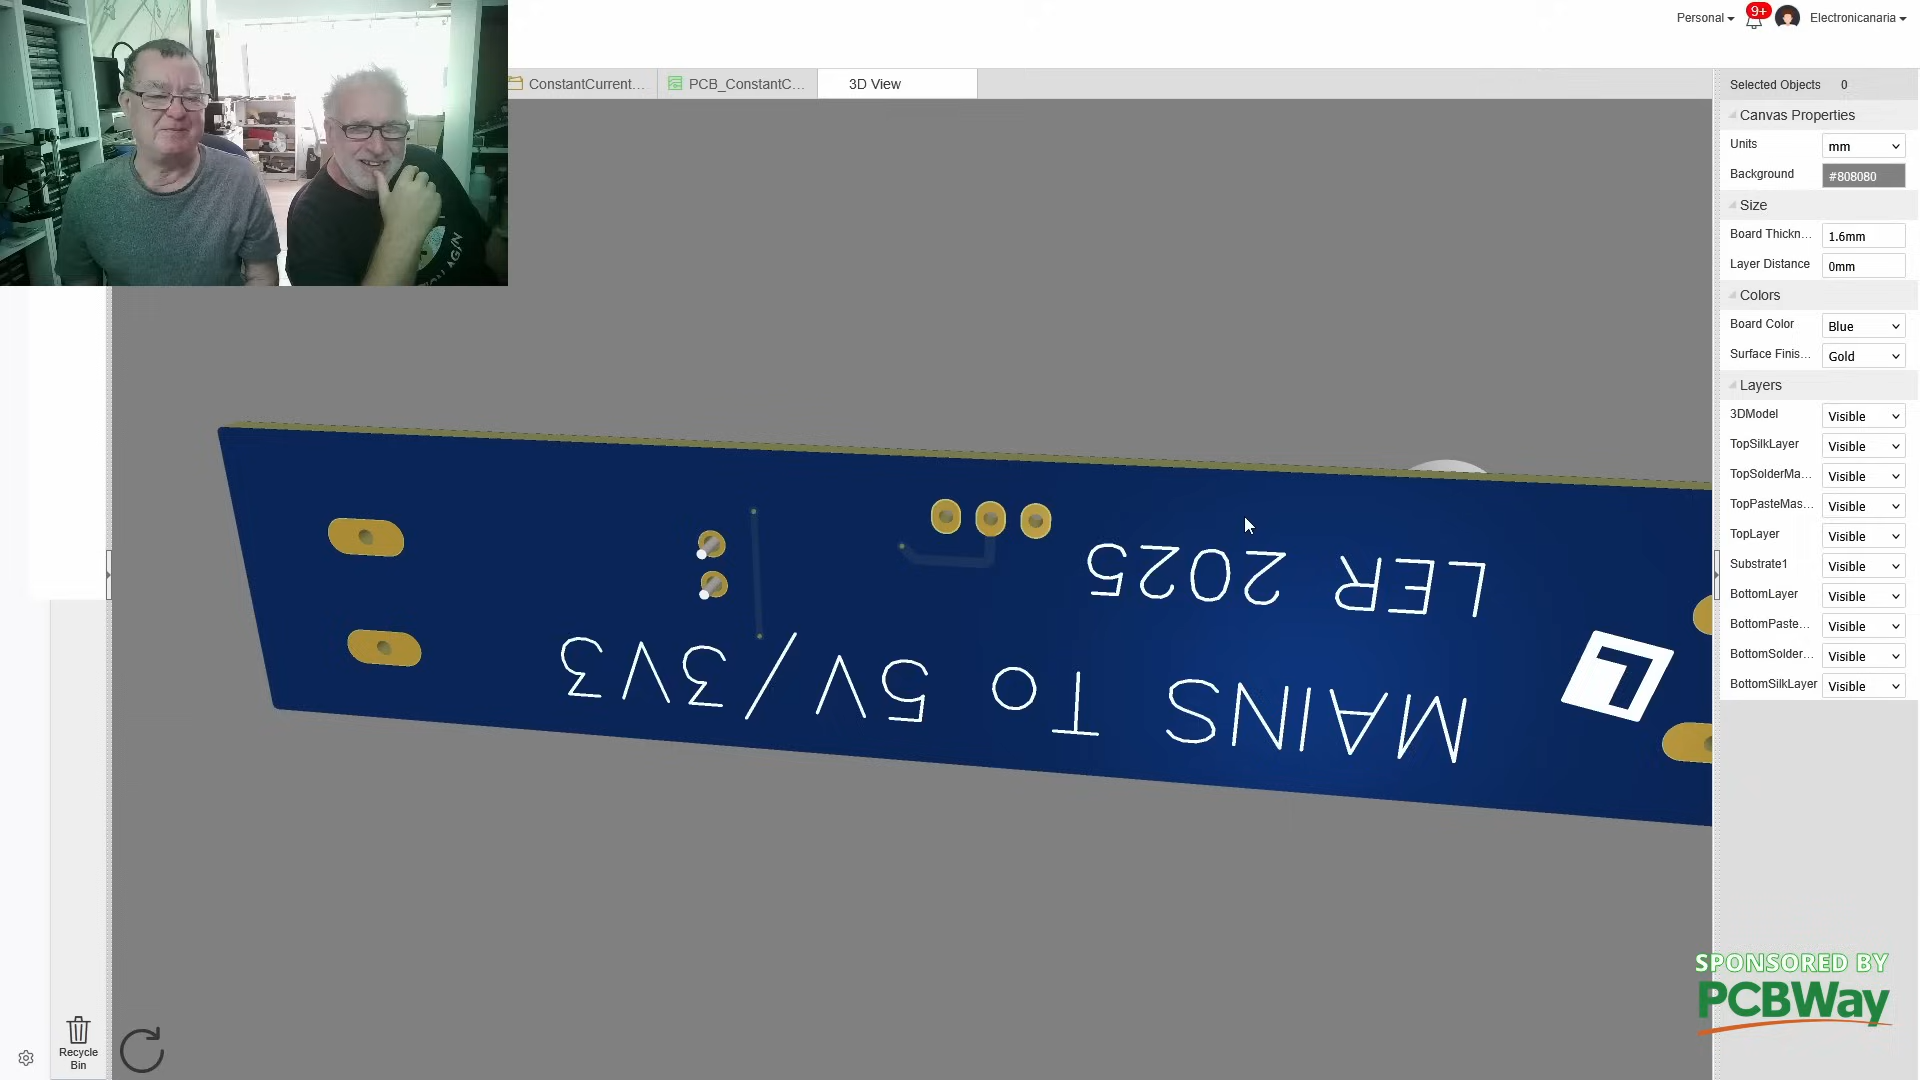 Personal
9+
Electronicanaria
ConstantCurrent...
PCB_ConstantC...
3D View
Selected Objects 0
Canvas Properties
Units mm
Background #808080
Size
Board Thickn... 1.6mm
Layer Distance 0mm
Colors
Board Color Blue
Surface Finis... Gold
Layers
3DModel Visible
TopSilkLayer Visible
TopSolderMa... Visible
TopPasteMas... Visible
TopLayer Visible
Substrate1 Visible
BottomLayer Visible
BottomPaste... Visible
BottomSolder... Visible
BottomSilkLayer Visible
MAINS To 5V/3V3
LER 2025
Recycle
Bin
SPONSORED BY
PCBWay